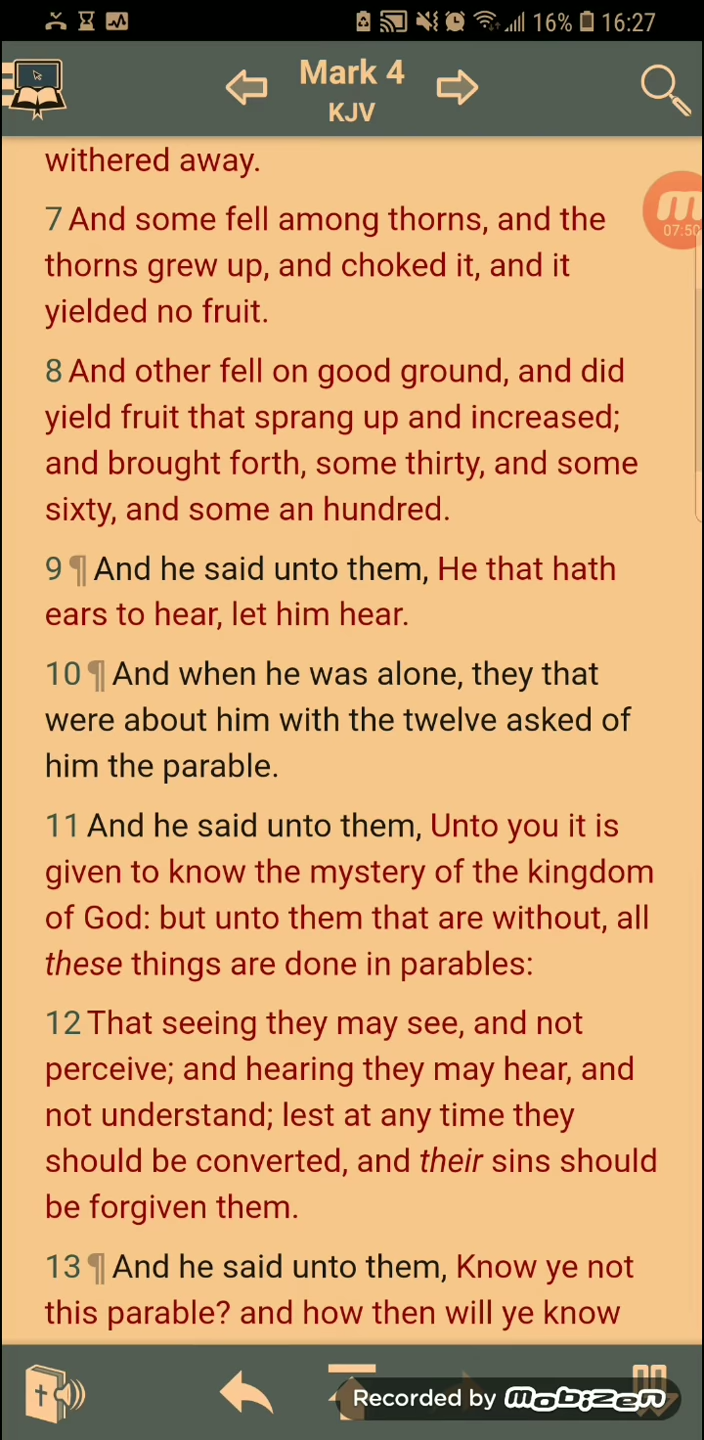 16% 16:27
Mark 4
KJV
withered away.
07:50
7 And some fell among thorns, and the
thorns grew up, and choked it, and it
yielded no fruit.
8 And other fell on good ground, and did
yield fruit that sprang up and increased;
and brought forth, some thirty, and some
sixty, and some an hundred.
9 ¶ And he said unto them, He that hath
ears to hear, let him hear.
10 ¶ And when he was alone, they that
were about him with the twelve asked of
him the parable.
11 And he said unto them, Unto you it is
given to know the mystery of the kingdom
of God: but unto them that are without, all
these things are done in parables:
12 That seeing they may see, and not
perceive; and hearing they may hear, and
not understand; lest at any time they
should be converted, and their sins should
be forgiven them.
13 ¶ And he said unto them, Know ye not
this parable? and how then will ye know
Recorded by mobizen